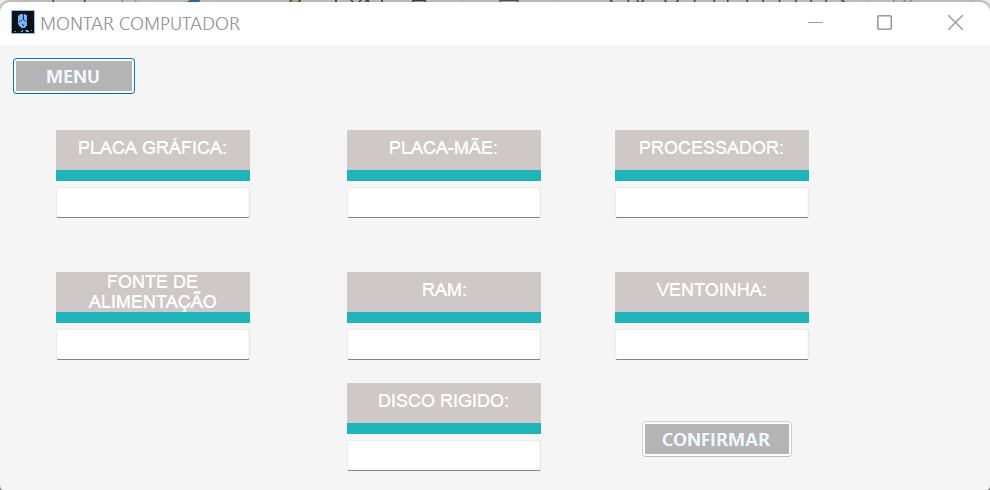 MONTAR COMPUTADOR
MENU
PLACA GRÁFICA:
PLACA-MÃE:
PROCESSADOR:
FONTE DE
ALIMENTAÇÃO
RAM:
VENTOINHA:
DISCO RIGIDO:
CONFIRMAR